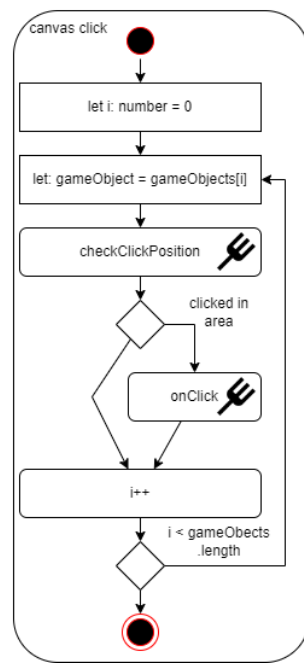 canvas click
let i: number = 0
let: gameObject = gameObjects[i]
checkClickPosition
clicked in
area
onClick
i++
i < gameObects
.length